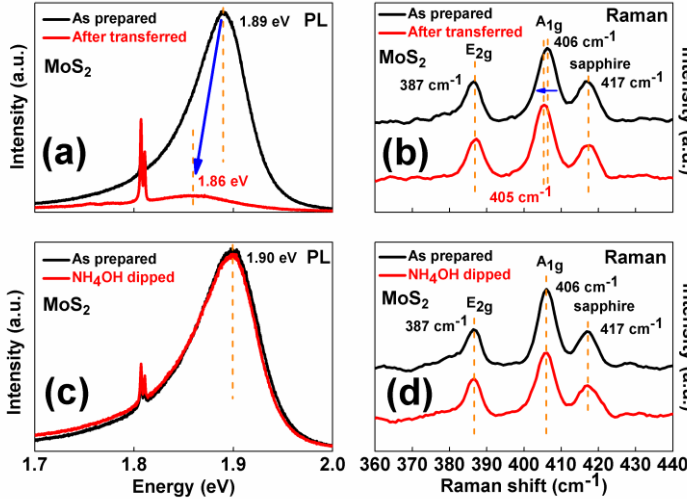 As prepared
After transferred
1.89 eV
PL
MoS2
(a)
1.86 eV
Intensity (a.u.)
As prepared
After transferred
A1g
Raman
406 cm-1
E2g
MoS2
387 cm-1
sapphire
417 cm-1
(b)
405 cm-1
As prepared
NH4OH dipped
1.90 eV
PL
MoS2
(c)
Intensity (a.u.)
1.7
1.8
1.9
2.0
Energy (eV)
As prepared
NH4OH dipped
A1g
Raman
406 cm-1
MoS2
E2g
sapphire
387 cm-1
417 cm-1
(d)
360 380 400 420 440
Raman shift (cm-1)